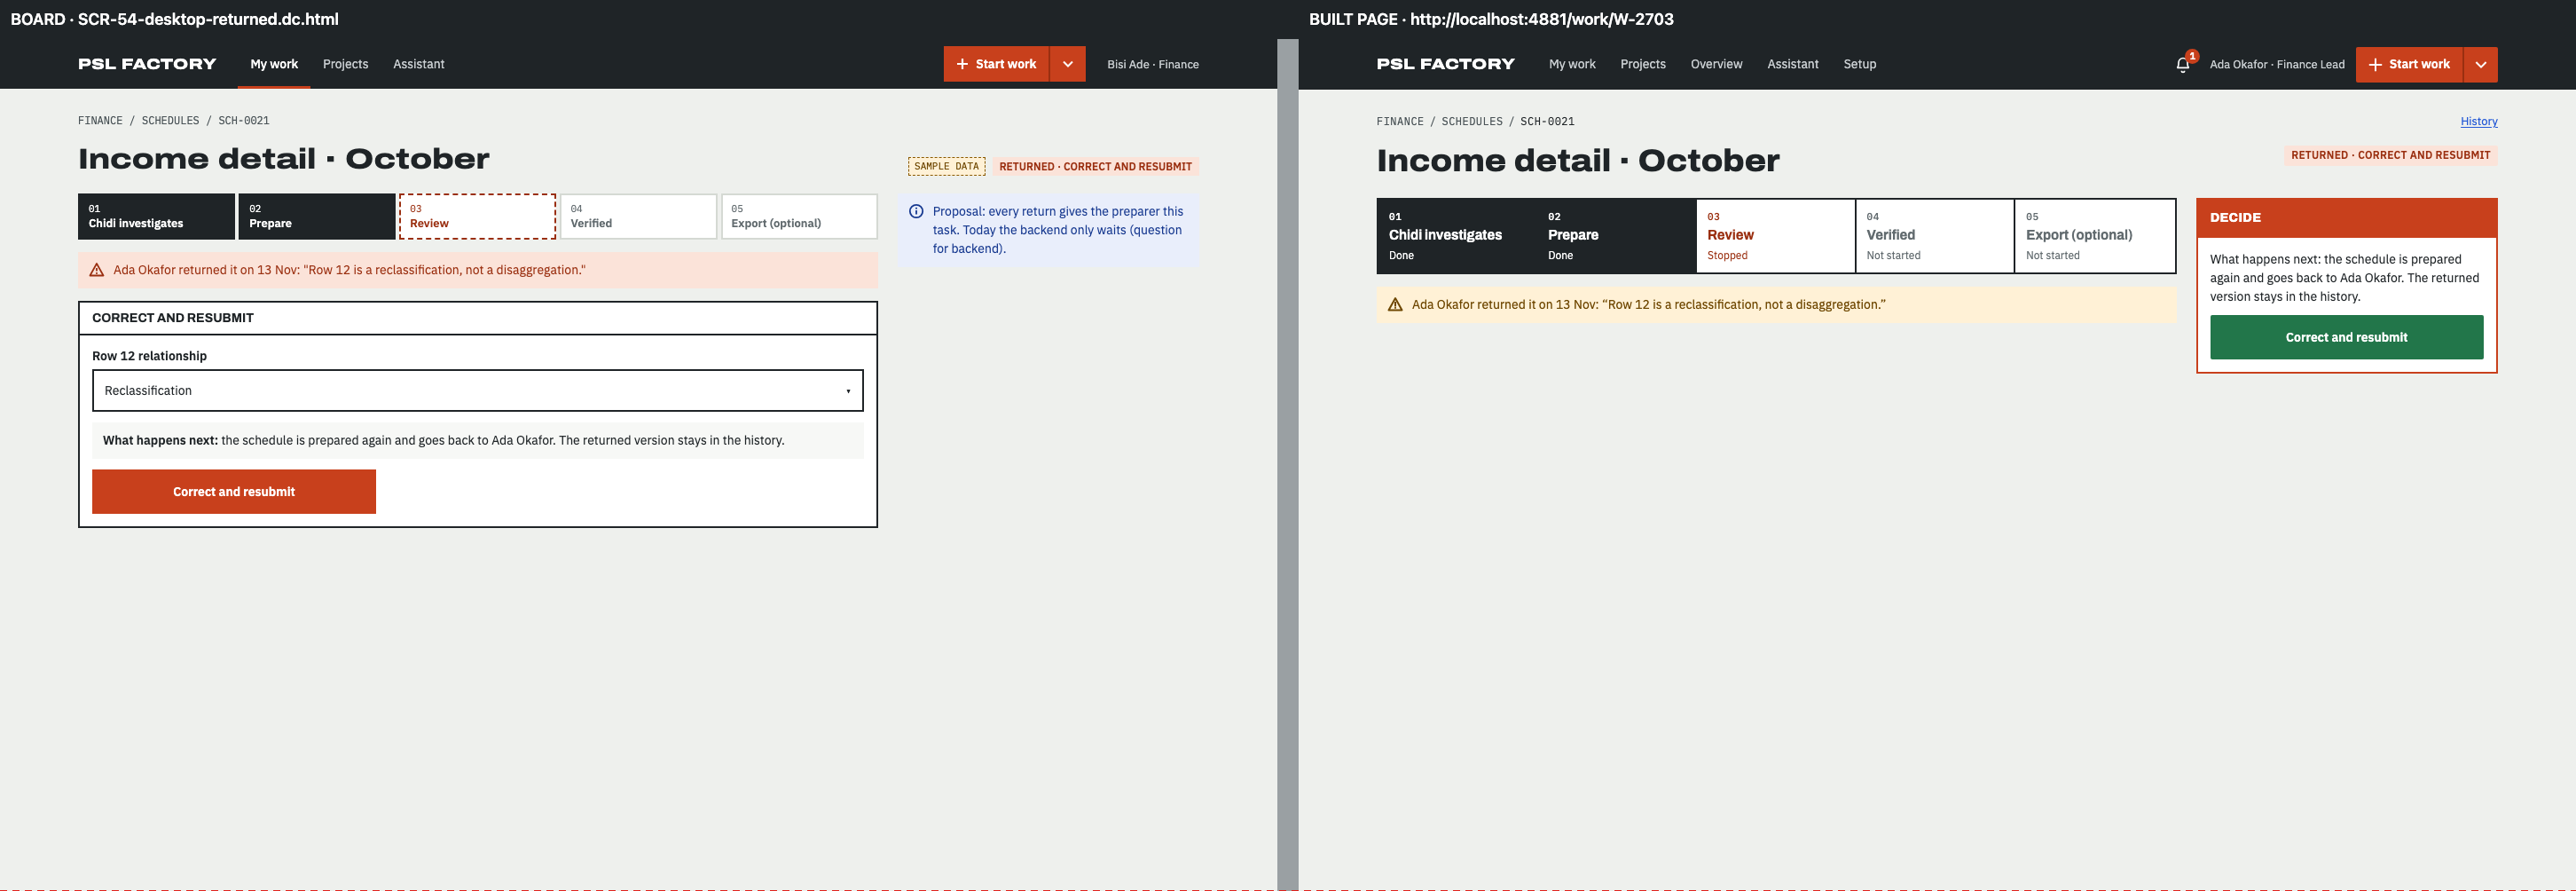 BOARD · SCR-54-desktop-returned.dc.html
PSL FACTORY
My work
Projects
Assistant
Start work
Bisi Ade · Finance
FINANCE / SCHEDULES / SCH-0021
Income detail · October
SAMPLE DATA
RETURNED · CORRECT AND RESUBMIT
01
Chidi investigates
02
Prepare
03
Review
04
Verified
05
Export (optional)
Proposal: every return gives the preparer this
task. Today the backend only waits (question
for backend).
Ada Okafor returned it on 13 Nov: "Row 12 is a reclassification, not a disaggregation."
CORRECT AND RESUBMIT
Row 12 relationship
Reclassification
What happens next: the schedule is prepared again and goes back to Ada Okafor. The returned version stays in the history.
Correct and resubmit
BUILT PAGE · http://localhost:4881/work/W-2703
PSL FACTORY
My work
Projects
Overview
Assistant
Setup
1
Ada Okafor · Finance Lead
Start work
FINANCE / SCHEDULES / SCH-0021
History
Income detail · October
RETURNED · CORRECT AND RESUBMIT
01
Chidi investigates
Done
02
Prepare
Done
03
Review
Stopped
04
Verified
Not started
05
Export (optional)
Not started
Ada Okafor returned it on 13 Nov: “Row 12 is a reclassification, not a disaggregation.”
DECIDE
What happens next: the schedule is prepared
again and goes back to Ada Okafor. The returned
version stays in the history.
Correct and resubmit